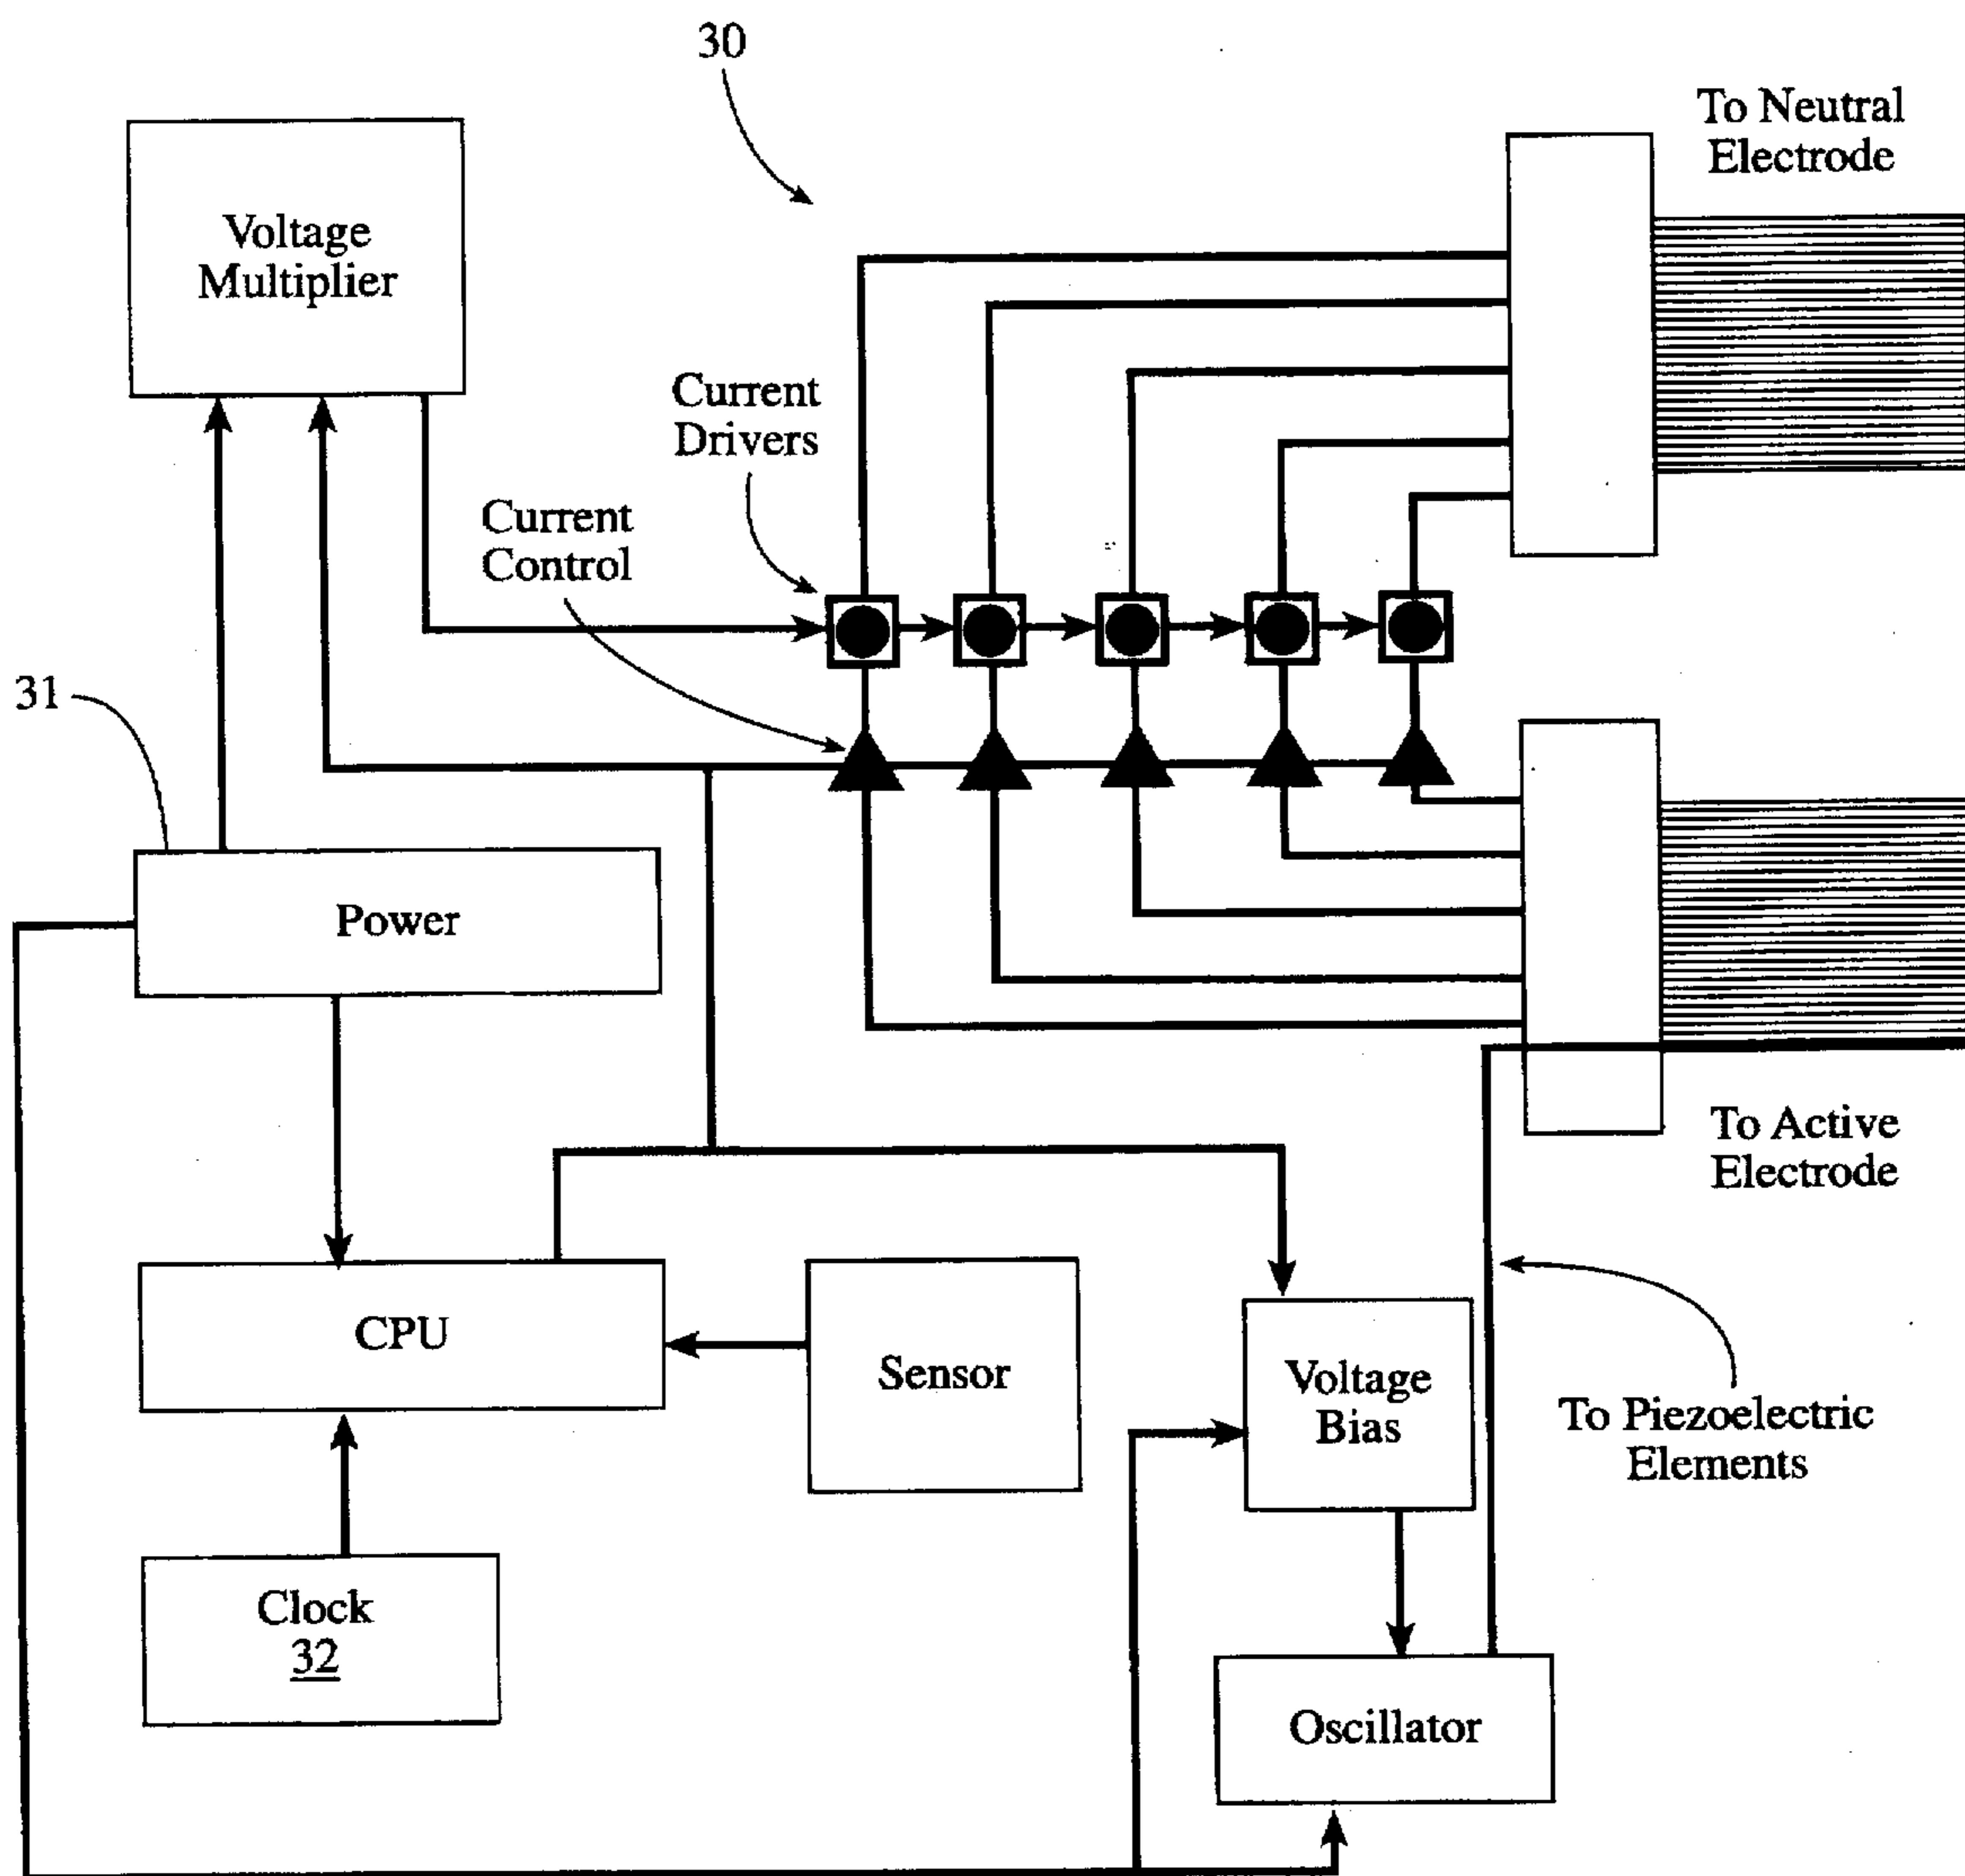 30
To Neutral
Electrode
Voltage
Multiplier
Current
Drivers
Current
Control
31
Power
To Active
Electrode
CPU
Sensor
Voltage
Bias
To Piezoelectric
Elements
Clock
32
Oscillator